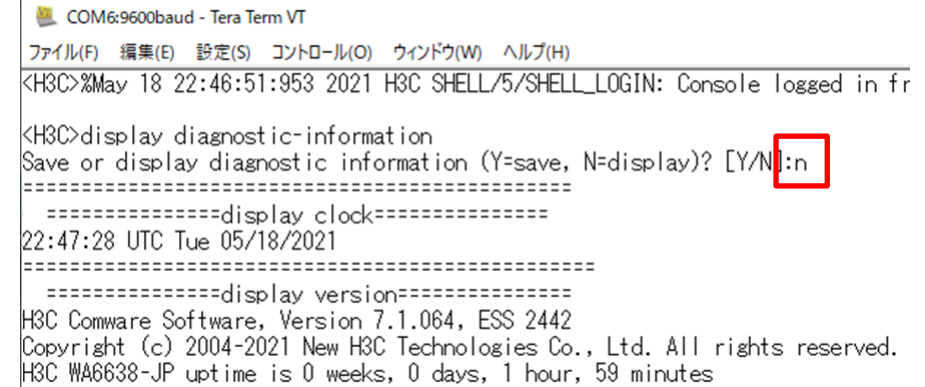 COM6:9600baud - Tera Term VT
ファイル(F) 編集(E) 設定(S) コントロール(O) ウィンドウ(W) ヘルプ(H)
<H3C>%May 18 22:46:51:953 2021 H3C SHELL/5/SHELL_LOGIN: Console logged in fr
<H3C>display diagnostic-information
Save or display diagnostic information (Y=save, N=display)? [Y/N]:n
===============================================
===============display clock===============
22:47:28 UTC Tue 05/18/2021
=================================================
===============display version===============
H3C Comware Software, Version 7.1.064, ESS 2442
Copyright (c) 2004-2021 New H3C Technologies Co., Ltd. All rights reserved.
H3C WA6638-JP uptime is 0 weeks, 0 days, 1 hour, 59 minutes